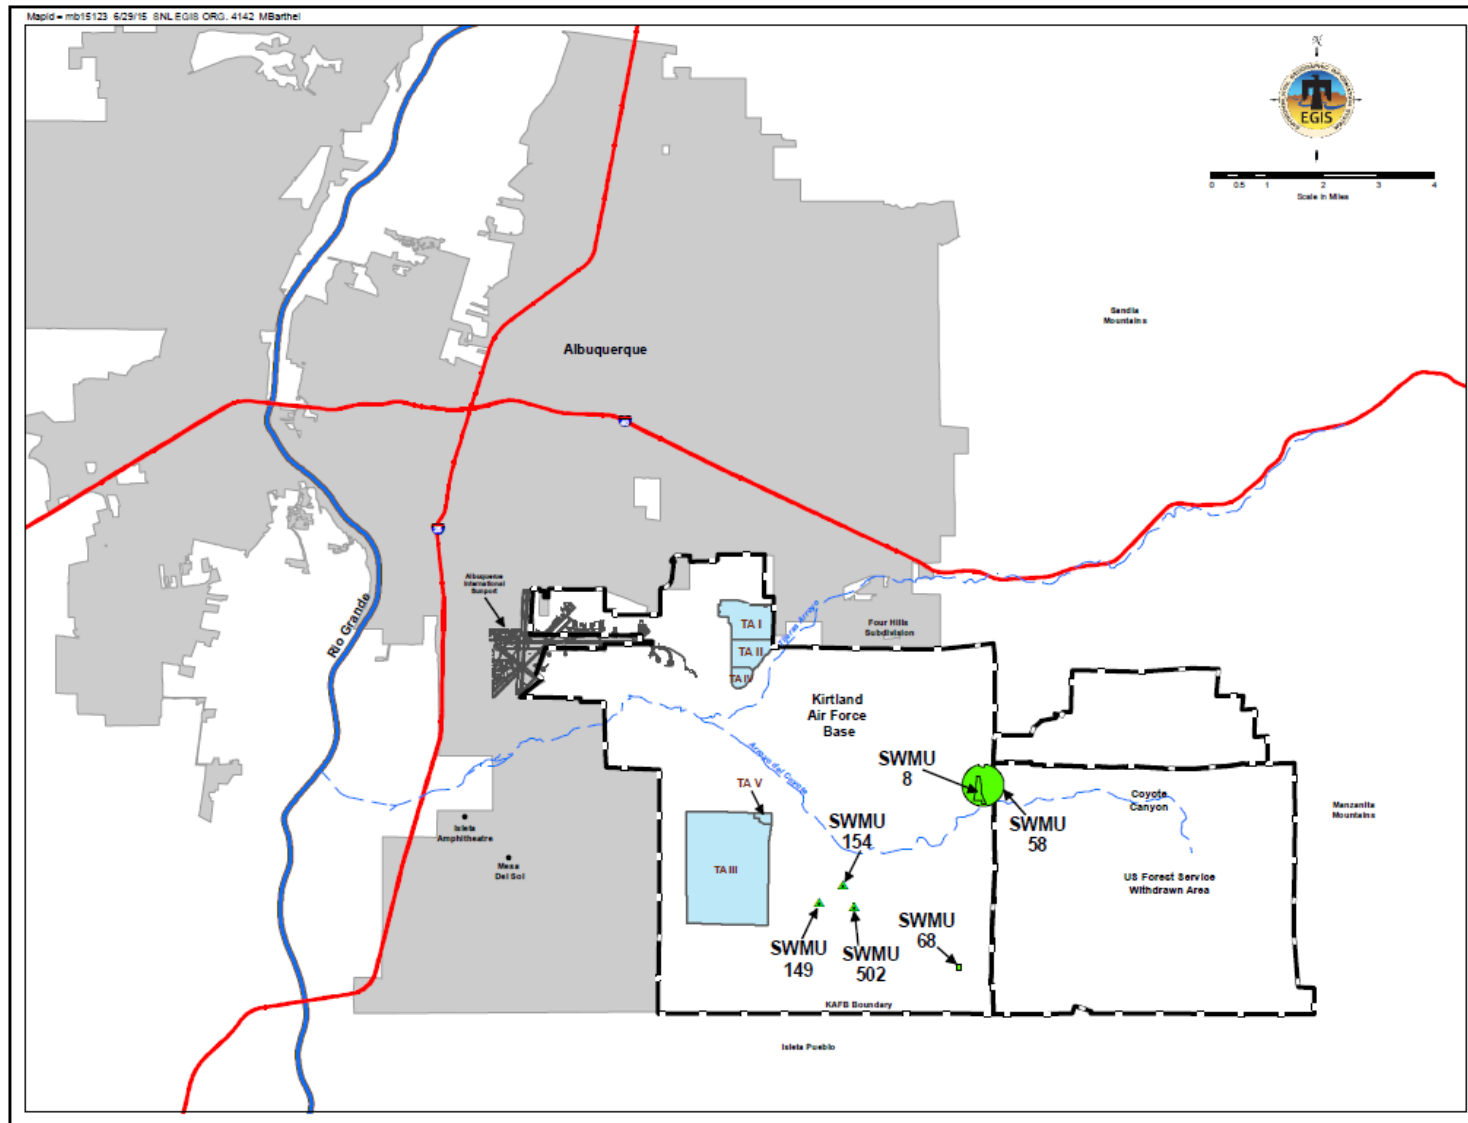 MapId = mb15123 6/29/15 SNL EGIS ORG. 4142 MBarthel
N
EGIS
0 0.5 1 2 3 4
Scale in Miles
Sandia
Mountains
Albuquerque
Albuquerque
International
Sunport
Rio Grande
TA I
TA II
TA IV
Tijeras Arroyo
Four Hills
Subdivision
Kirtland
Air Force
Base
Arroyo del Coyote
SWMU
8
TA V
Coyote
Canyon
Manzanita
Mountains
SWMU
58
SWMU
154
Isleta
Amphitheatre
Mesa
Del Sol
TA III
US Forest Service
Withdrawn Area
SWMU
149
SWMU
502
SWMU
68
KAFB Boundary
Isleta Pueblo